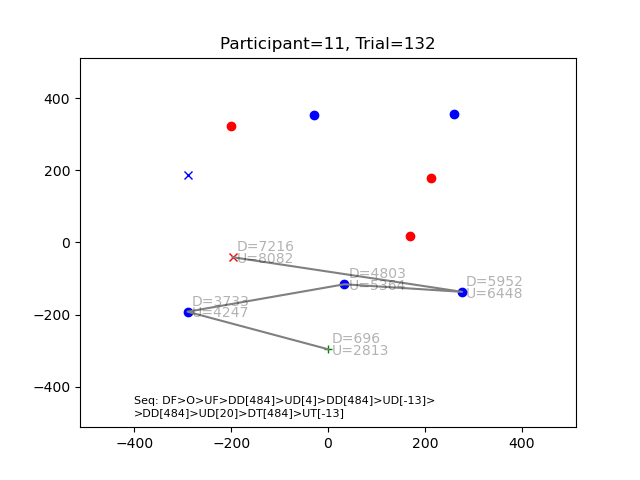 Participant=11, Trial=132
400
200
0
−200
−400
D=7216
U=8082
D=4803
U=5364
D=5952
U=6448
D=3733
U=4247
D=696
U=2813
Seq: DF>O>UF>DD[484]>UD[4]>DD[484]>UD[-13]>
>DD[484]>UD[20]>DT[484]>UT[-13]
−400 −200 0 200 400